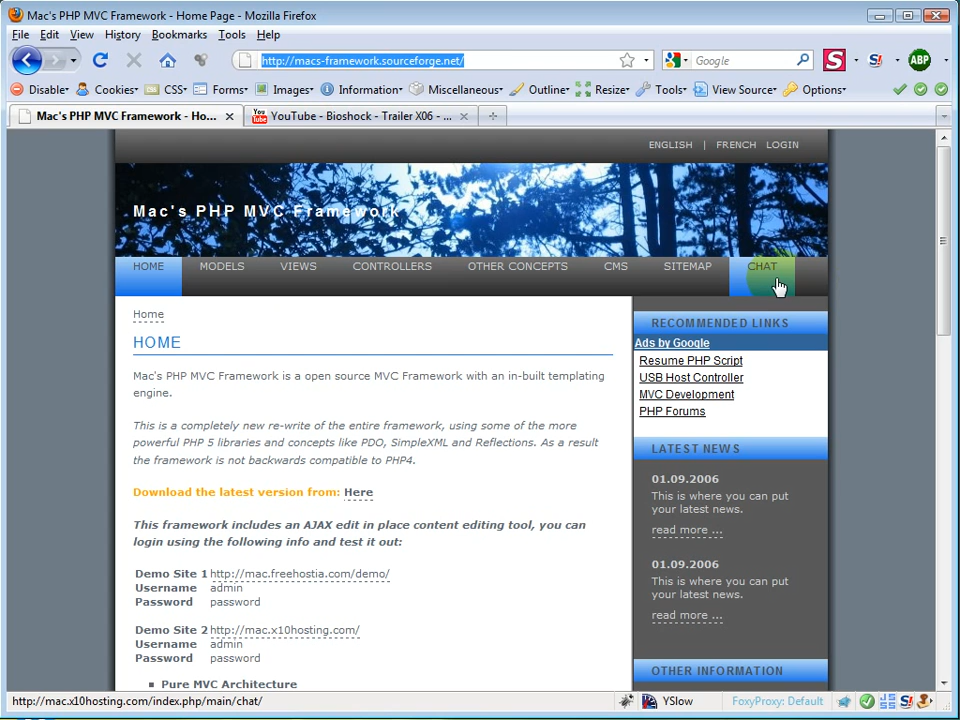 Mac's PHP MVC Framework - Home Page - Mozilla Firefox
File Edit View History Bookmarks Tools Help
http://macs-framework.sourceforge.net/ Google S S! ABP
Disable Cookies CSS Forms Images Information Miscellaneous Outline Resize Tools View Source Options
Mac's PHP MVC Framework - Ho... You Tube YouTube - Bioshock - Trailer X06 - ...
ENGLISH | FRENCH LOGIN
Mac's PHP MVC Framework
HOME MODELS VIEWS CONTROLLERS OTHER CONCEPTS CMS SITEMAP CHAT
Home
HOME
Mac's PHP MVC Framework is a open source MVC Framework with an in-built templating
engine.
This is a completely new re-write of the entire framework, using some of the more
powerful PHP 5 libraries and concepts like PDO, SimpleXML and Reflections. As a result
the framework is not backwards compatible to PHP4.
Download the latest version from: Here
This framework includes an AJAX edit in place content editing tool, you can
login using the following info and test it out:
Demo Site 1 http://mac.freehostia.com/demo/
Username admin
Password password
Demo Site 2 http://mac.x10hosting.com/
Username admin
Password password
Pure MVC Architecture
RECOMMENDED LINKS
Ads by Google
Resume PHP Script
USB Host Controller
MVC Development
PHP Forums
LATEST NEWS
01.09.2006
This is where you can put
your latest news.
read more ...
01.09.2006
This is where you can put
your latest news.
read more ...
OTHER INFORMATION
http://mac.x10hosting.com/index.php/main/chat/ YSlow FoxyProxy: Default